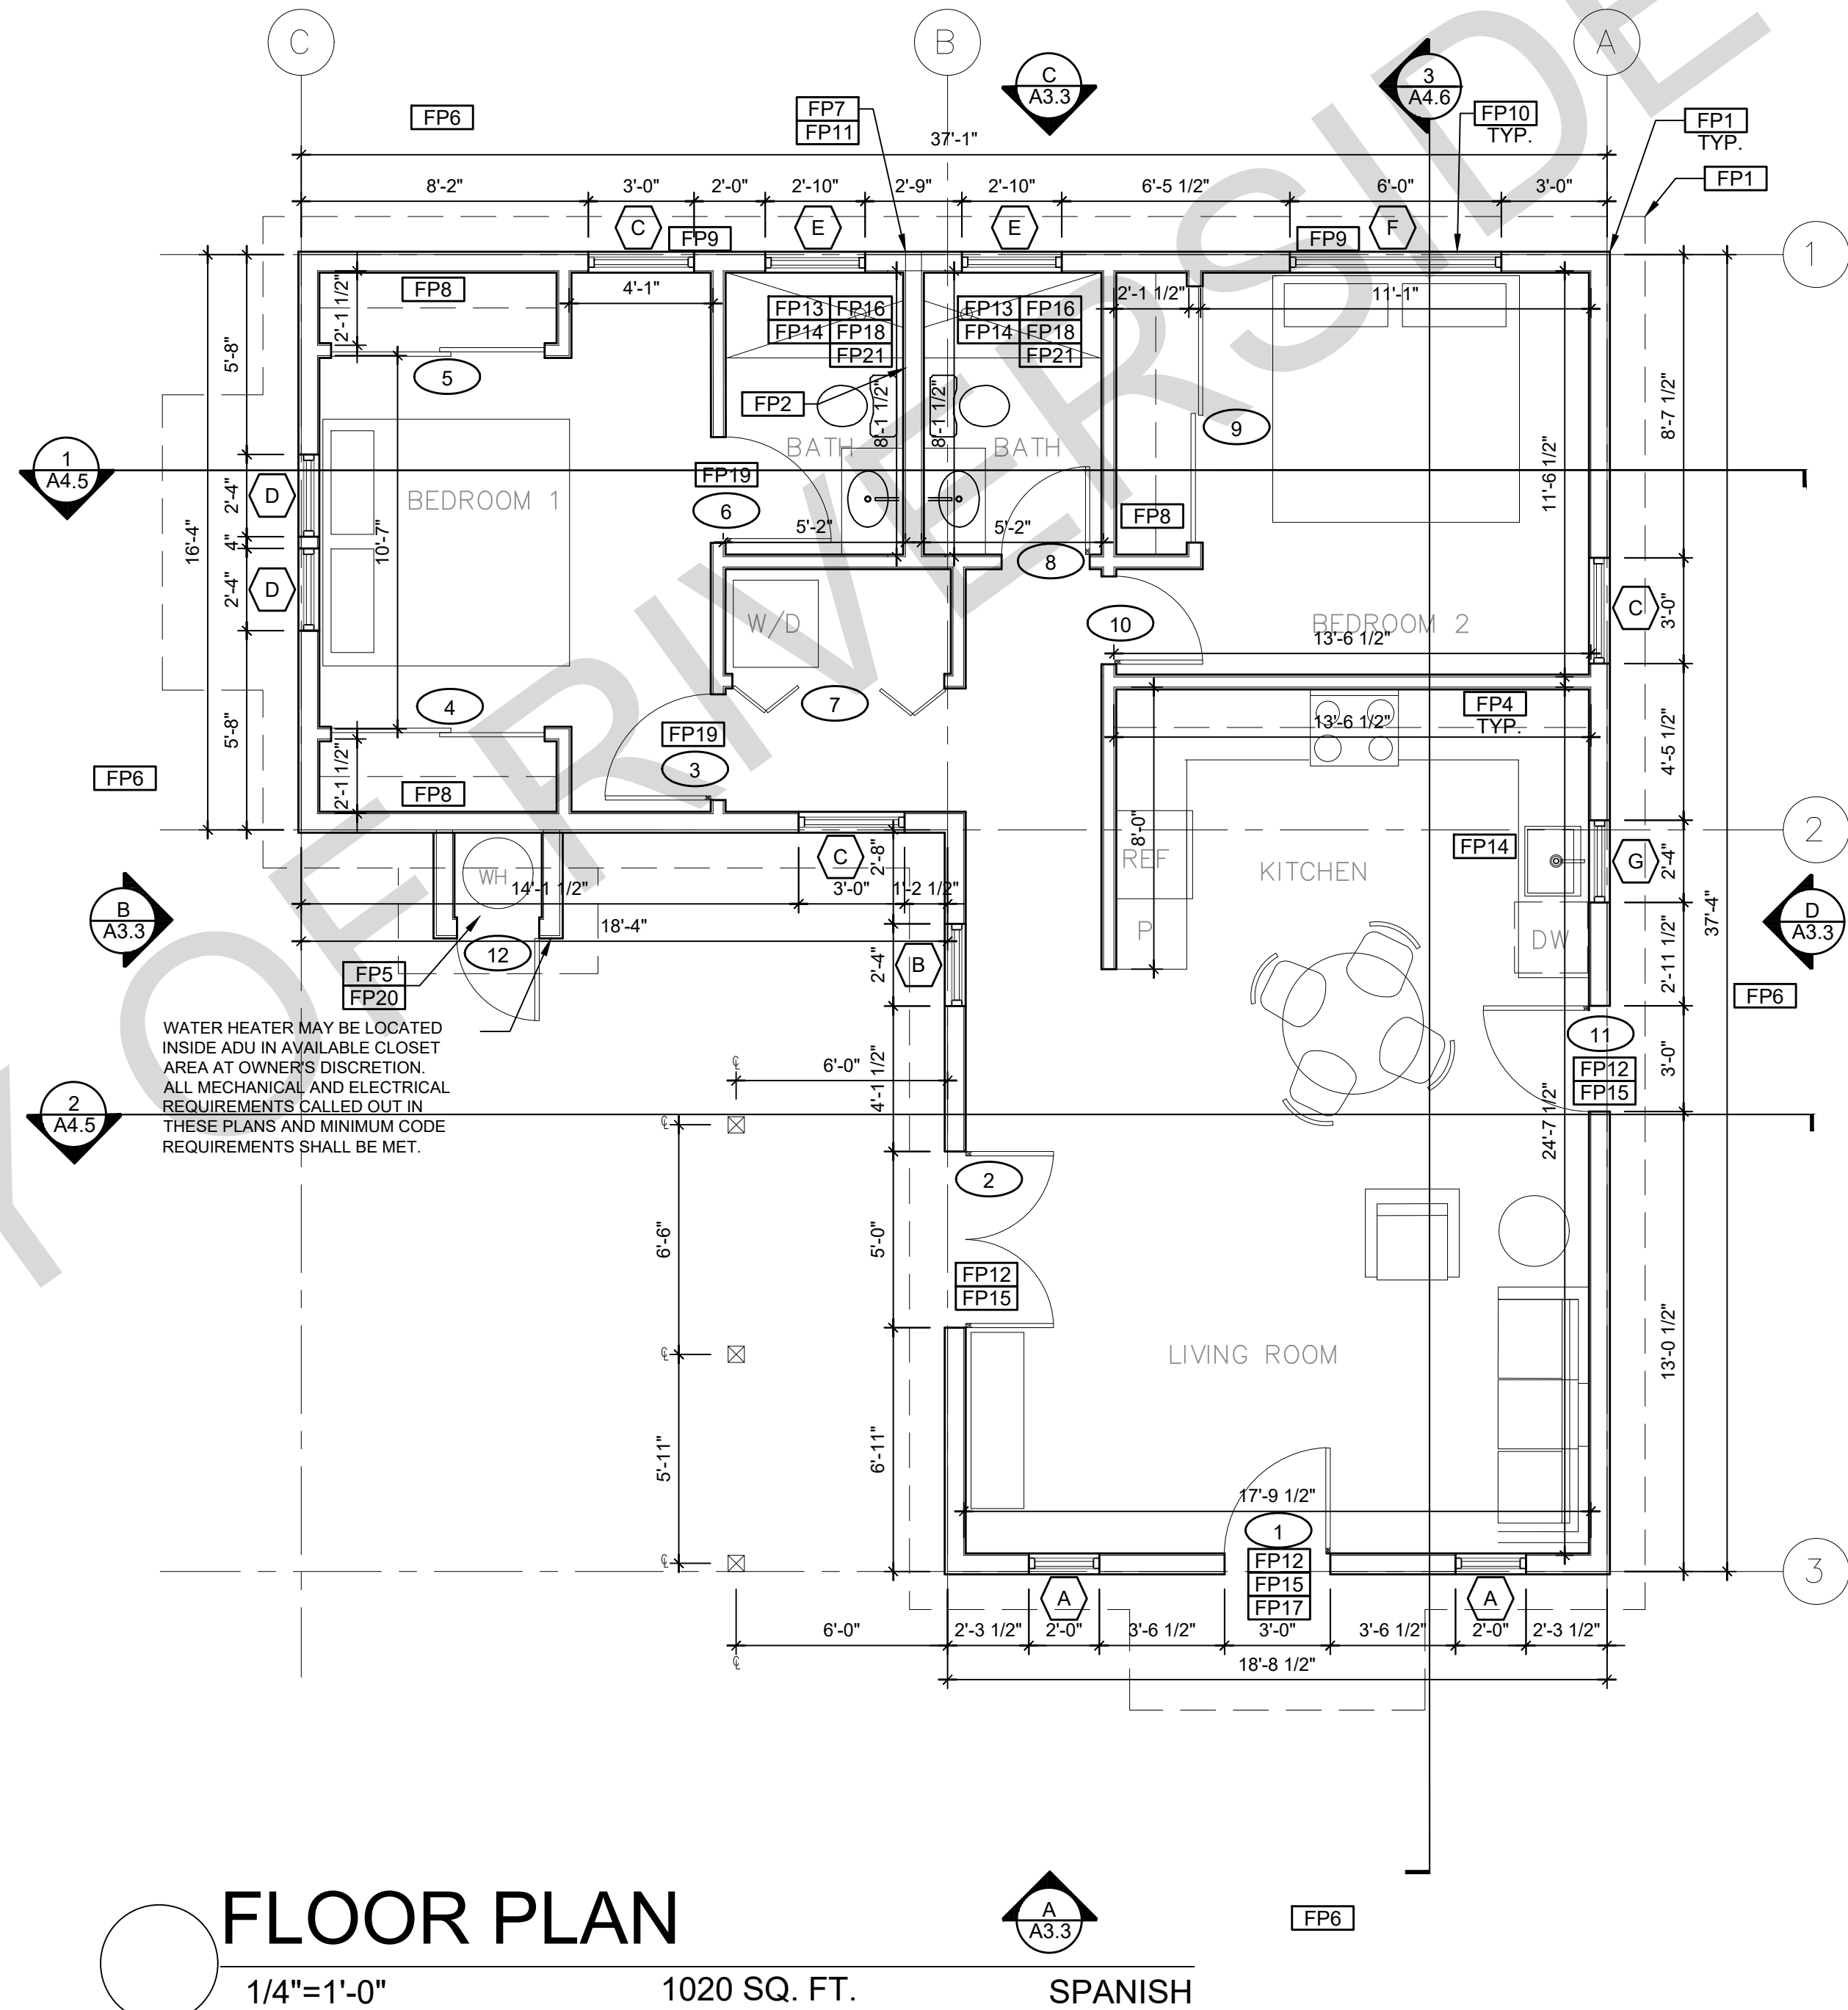 C
B
A
C
A3.3
3
A4.6
FP6
FP7
FP11
FP10
TYP.
FP1
TYP.
FP1
37'-1"
8'-2"
3'-0"
2'-0"
2'-10"
2'-9"
2'-10"
6'-5 1/2"
6'-0"
3'-0"
C
FP9
E
E
FP9
F
1
FP8
2'-1 1/2"
4'-1"
FP13
FP16
FP14
FP18
FP21
FP13
FP16
FP14
FP18
FP21
2'-1 1/2"
11'-1"
5'-8"
5
FP2
8'-1 1/2"
8'-1 1/2"
9
8'-7 1/2"
1
A4.5
BATH
BATH
11'-6 1/2"
2'-4"
D
BEDROOM 1
FP19
6
5'-2"
5'-2"
FP8
16'-4"
4"
10'-7"
8
2'-4"
D
W/D
10
BEDROOM 2
13'-6 1/2"
C
3'-0"
4
7
FP4
TYP.
13'-6 1/2"
5'-8"
FP19
3
4'-5 1/2"
FP6
2'-1 1/2"
FP8
8'-0"
2
C
2'-8"
REF
KITCHEN
FP14
G
2'-4"
WH
14'-1 1/2"
3'-0"
1'-2 1/2"
B
A3.3
18'-4"
P
DW
37'-4"
D
A3.3
12
FP5
FP20
2'-4"
B
2'-11 1/2"
FP6
WATER HEATER MAY BE LOCATED
INSIDE ADU IN AVAILABLE CLOSET
AREA AT OWNER'S DISCRETION.
ALL MECHANICAL AND ELECTRICAL
REQUIREMENTS CALLED OUT IN
THESE PLANS AND MINIMUM CODE
REQUIREMENTS SHALL BE MET.
11
FP12
FP15
3'-0"
6'-0"
4'-1 1/2"
2
A4.5
24'-7 1/2"
2
6'-6"
5'-0"
FP12
FP15
LIVING ROOM
13'-0 1/2"
5'-11"
6'-11"
17'-9 1/2"
1
FP12
FP15
FP17
3
A
A
6'-0"
2'-3 1/2"
2'-0"
3'-6 1/2"
3'-0"
3'-6 1/2"
2'-0"
2'-3 1/2"
18'-8 1/2"
FLOOR PLAN
A
A3.3
FP6
1/4"=1'-0"
1020 SQ. FT.
SPANISH
Y OF RIVERSIDE